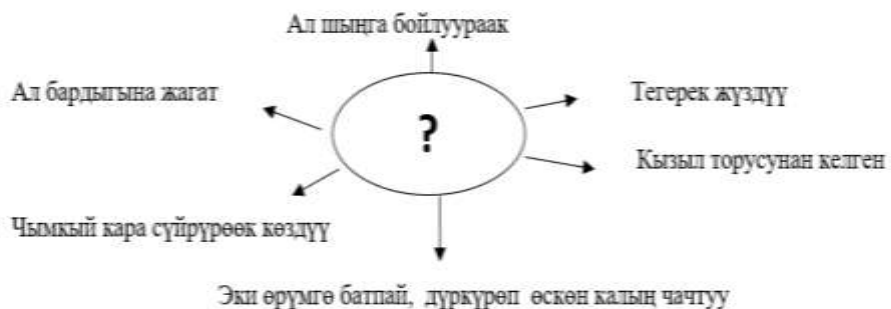 Ал шыңга бойлуураак
Ал бардыгына жагат
Тегерек жүздүү
?
Кызыл торусунан келген
Чымкый кара сүйрүрөөк көздүү
Эки өрүмгө батпай, дүркүрөп өскөн калың чачтуу